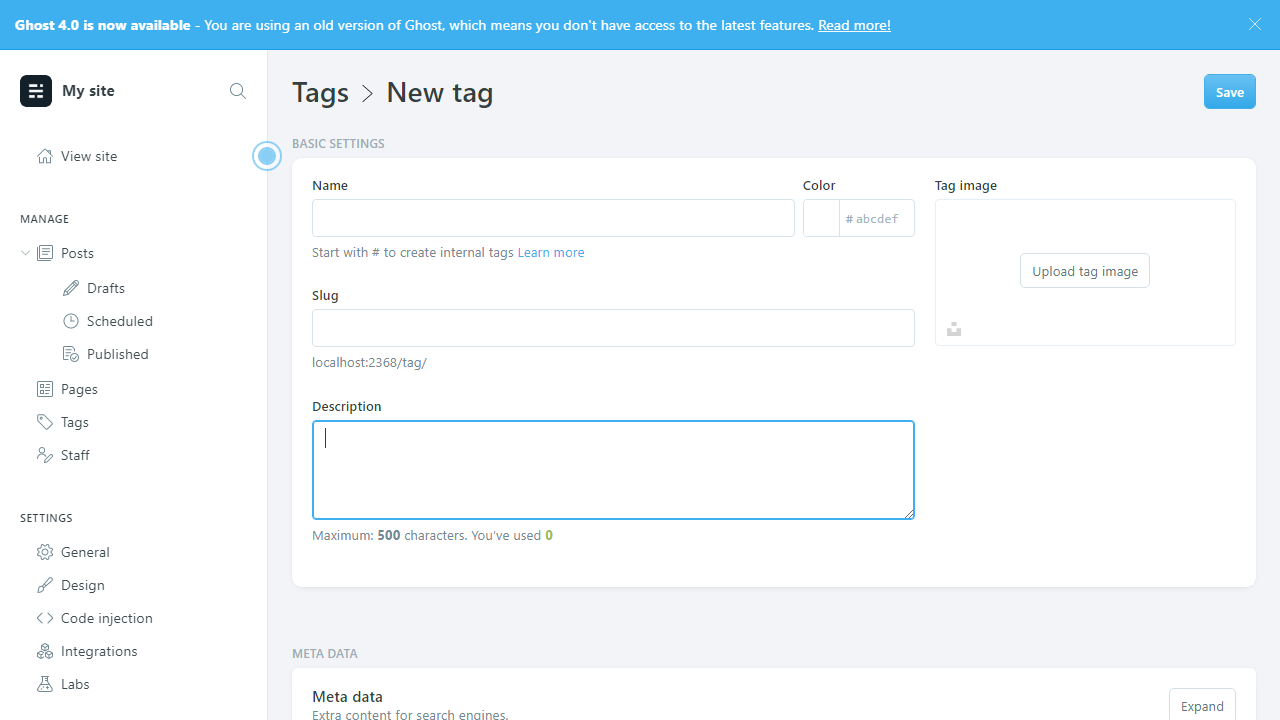 Ghost 4.0 is now available - You are using an old version of Ghost, which means you don't have access to the latest features. Read more!
My site
View site
MANAGE
Posts
Drafts
Scheduled
Published
Pages
Tags
Staff
SETTINGS
General
Design
Code injection
Integrations
Labs
Tags > New tag
Save
BASIC SETTINGS
Name
Color
# abcdef
Start with # to create internal tags Learn more
Slug
localhost:2368/tag/
Description
Maximum: 500 characters. You've used 0
Tag image
Upload tag image
META DATA
Meta data
Extra content for search engines.
Expand